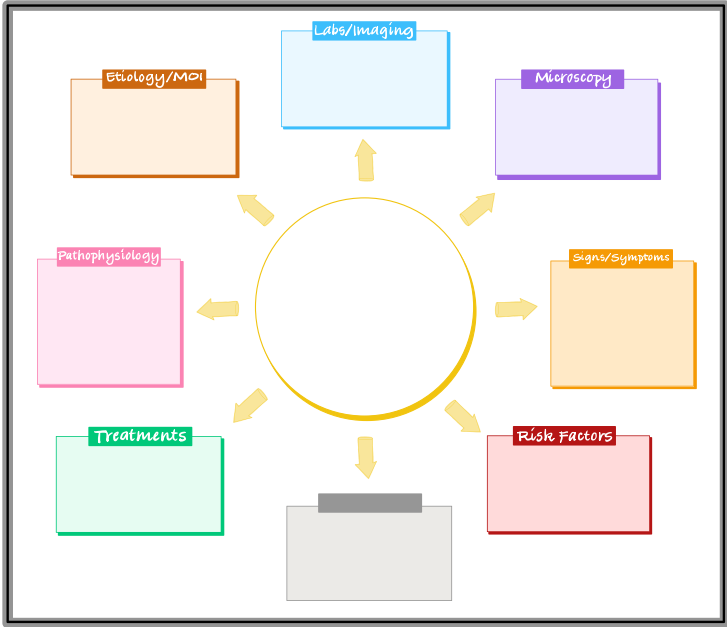 Labs/Imaging
Etiology/MOI
Microscopy
Pathophysiology
Signs/Symptoms
Treatments
Risk Factors